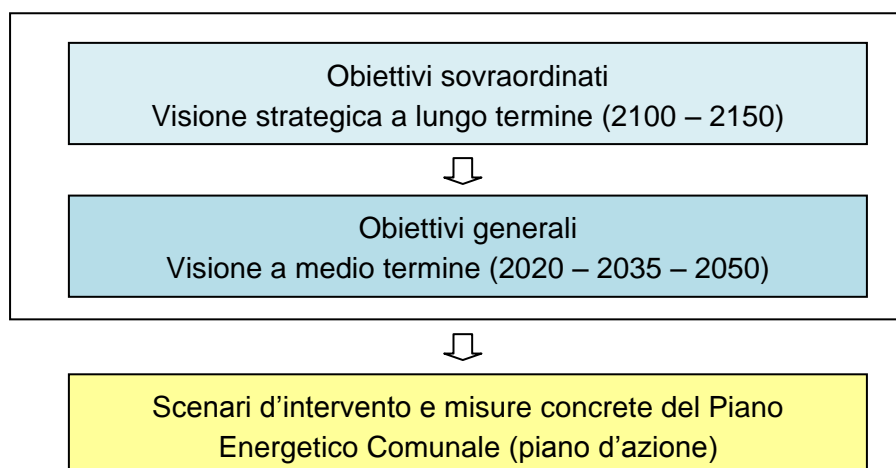 Obiettivi sovraordinati
Visione strategica a lungo termine (2100 – 2150)
Obiettivi generali
Visione a medio termine (2020 – 2035 – 2050)
Scenari d’intervento e misure concrete del Piano
Energetico Comunale (piano d’azione)